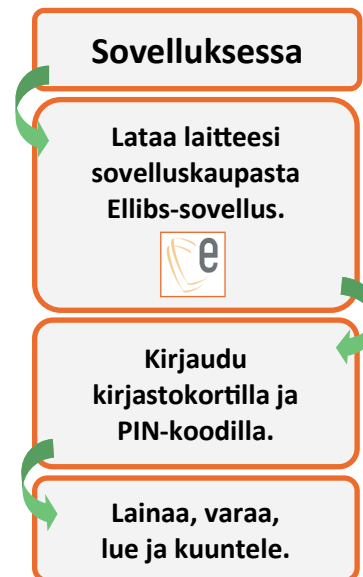 Sovelluksessa
Lataa laitteesi
sovelluskaupasta
Ellibs-sovellus.
e
Kirjaudu
kirjastokortilla ja
PIN-koodilla.
Lainaa, varaa,
lue ja kuuntele.